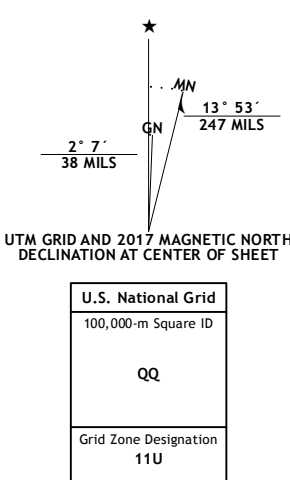 ★
MN
GN
13° 53´
247 MILS
2° 7´
38 MILS
UTM GRID AND 2017 MAGNETIC NORTH
DECLINATION AT CENTER OF SHEET
U.S. National Grid
100,000-m Square ID
QQ
Grid Zone Designation
11U